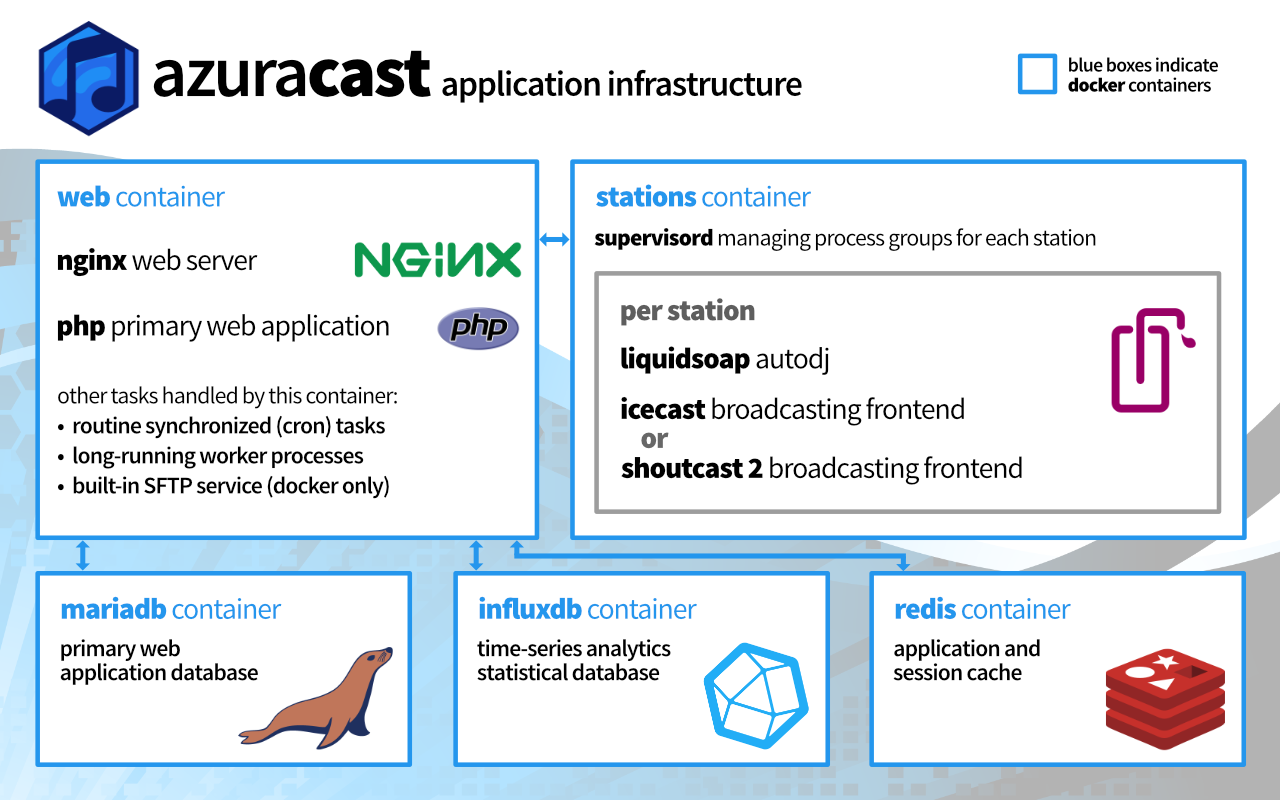 azuracast application infrastructure
blue boxes indicate
docker containers
web container
nginx web server
NGiNX
php primary web application
php
other tasks handled by this container:
• routine synchronized (cron) tasks
• long-running worker processes
• built-in SFTP service (docker only)
stations container
supervisord managing process groups for each station
per station
liquidsoap autodj
icecast broadcasting frontend
or
shoutcast 2 broadcasting frontend
mariadb container
primary web
application database
influxdb container
time-series analytics
statistical database
redis container
application and
session cache